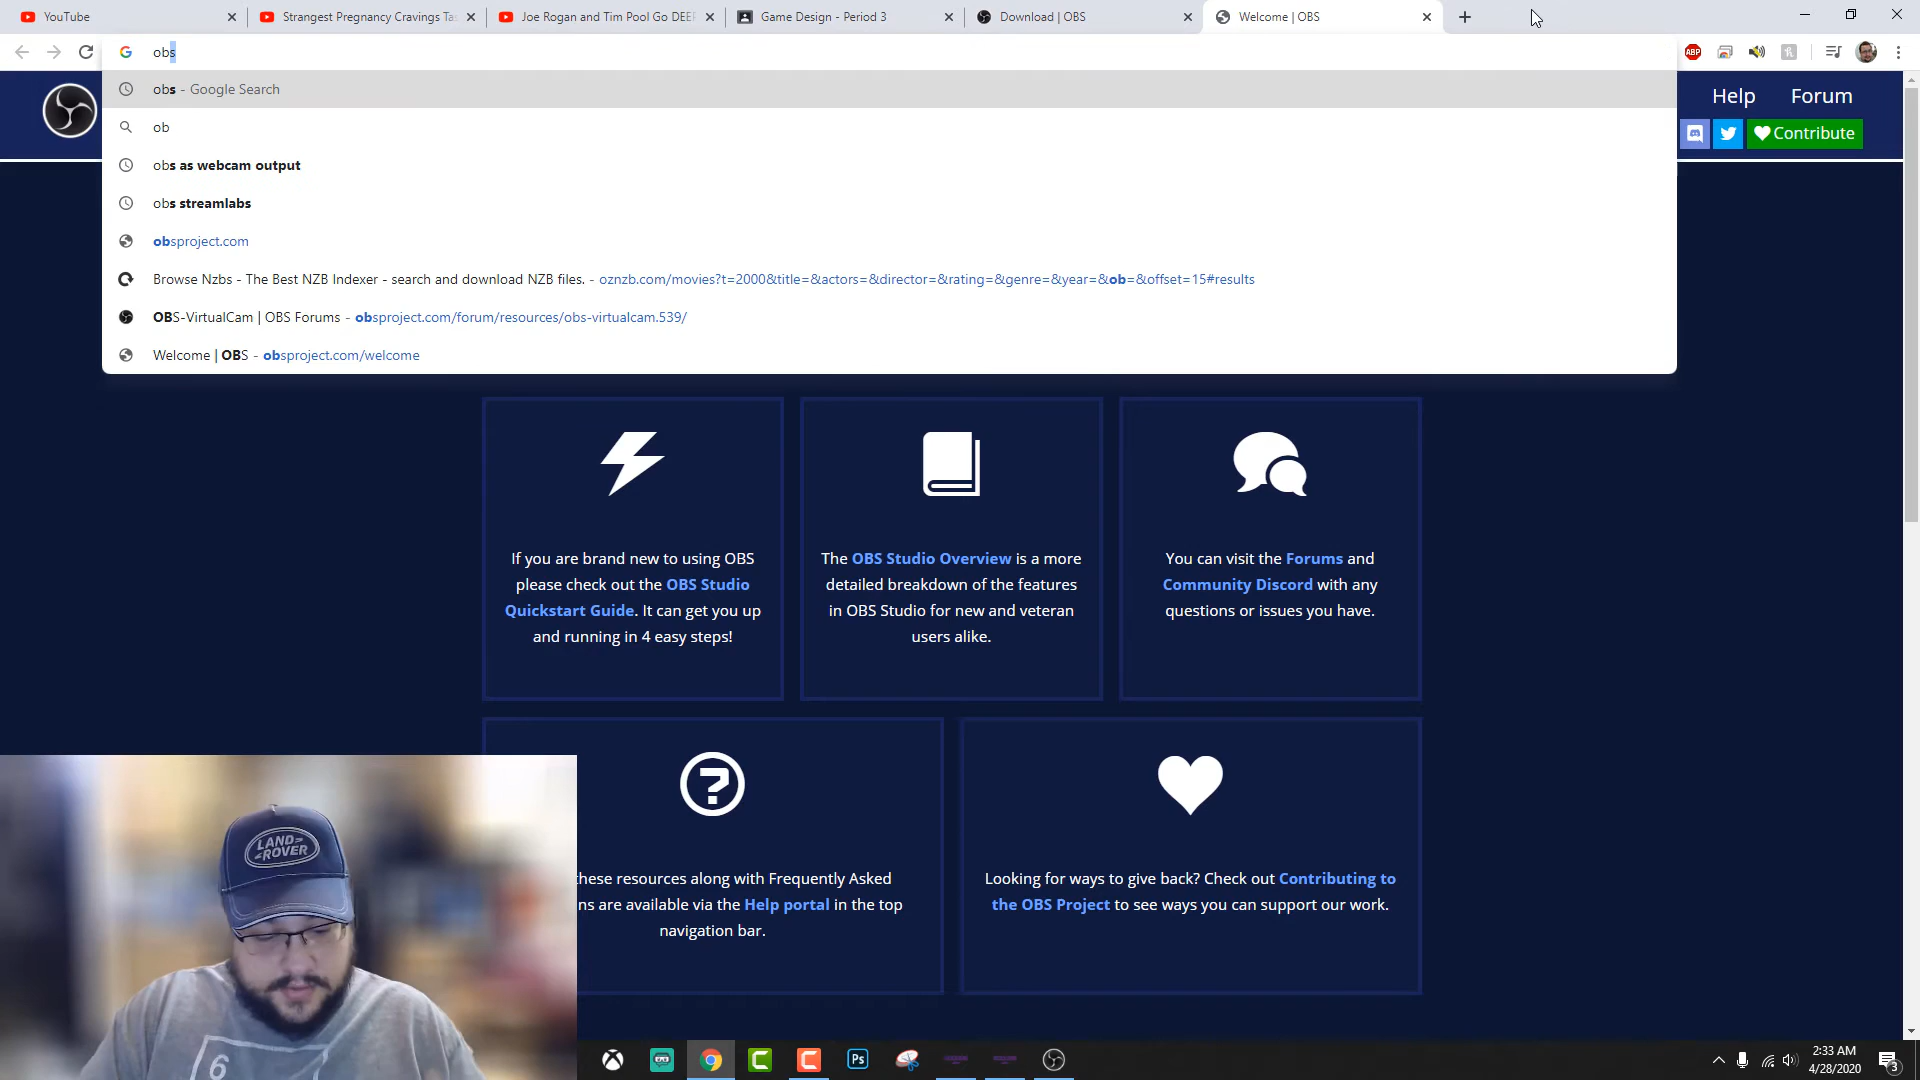 YouTube
Strangest Pregnancy Cravings Tas
Joe Rogan and Tim Pool Go DEEP
Game Design - Period 3
Download | OBS
Welcome | OBS
obs
ABP
obs - Google Search
Help
Forum
ob
Contribute
obs as webcam output
obs streamlabs
obsproject.com
Browse Nzbs - The Best NZB Indexer - search and download NZB files. - oznzb.com/movies?t=2000&title=&actors=&director=&rating=&genre=&year=&ob=&offset=15#results
OBS-VirtualCam | OBS Forums - obsproject.com/forum/resources/obs-virtualcam.539/
Welcome | OBS - obsproject.com/welcome
If you are brand new to using OBS
please check out the OBS Studio
Quickstart Guide. It can get you up
and running in 4 easy steps!
The OBS Studio Overview is a more
detailed breakdown of the features
in OBS Studio for new and veteran
users alike.
You can visit the Forums and
Community Discord with any
questions or issues you have.
these resources along with Frequently Asked
ns are available via the Help portal in the top
navigation bar.
Looking for ways to give back? Check out Contributing to
the OBS Project to see ways you can support our work.
LAND
ROVER
6
Ps
2:33 AM
4/28/2020
3